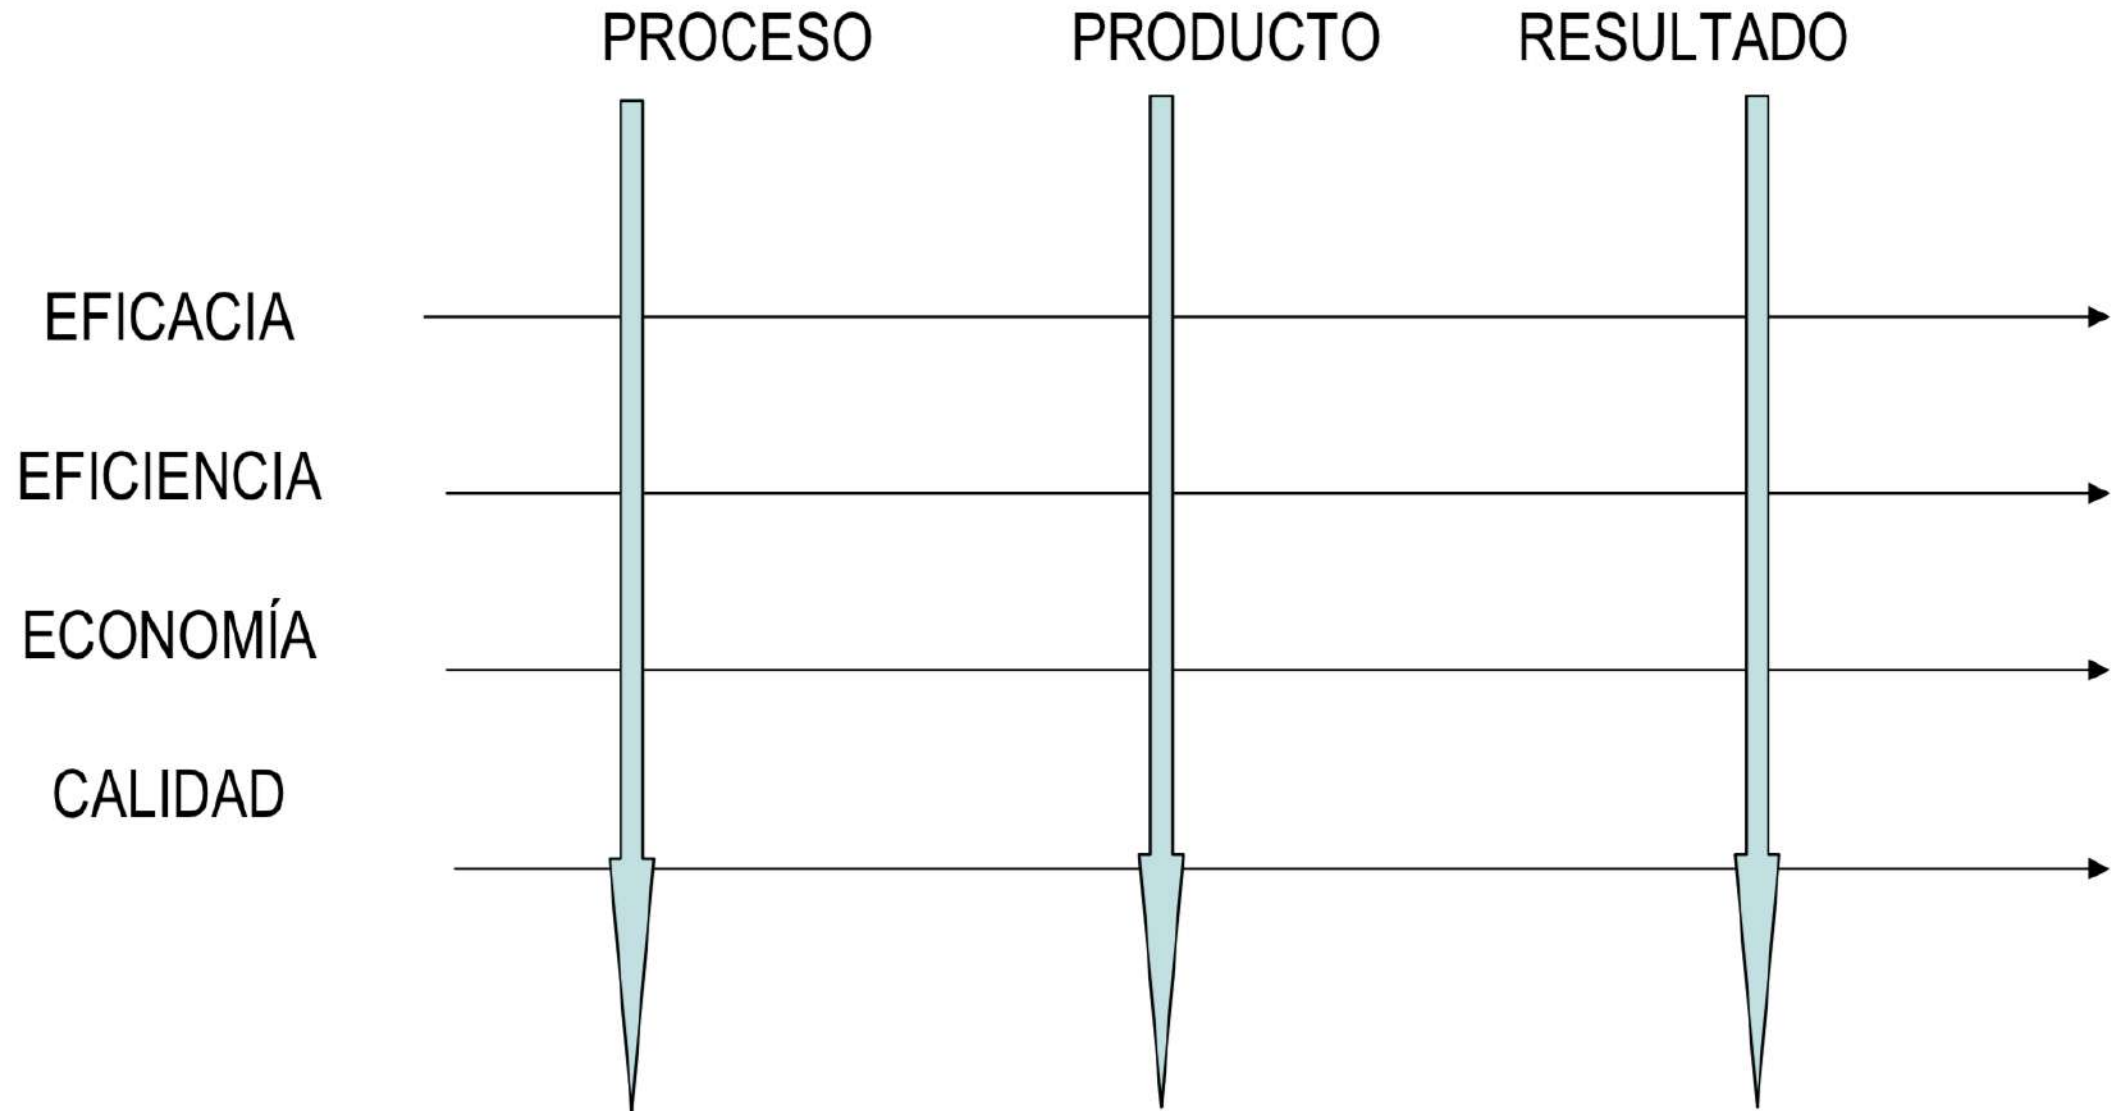 PROCESO PRODUCTO RESULTADO
EFICACIA
EFICIENCIA
ECONOMÍA
CALIDAD